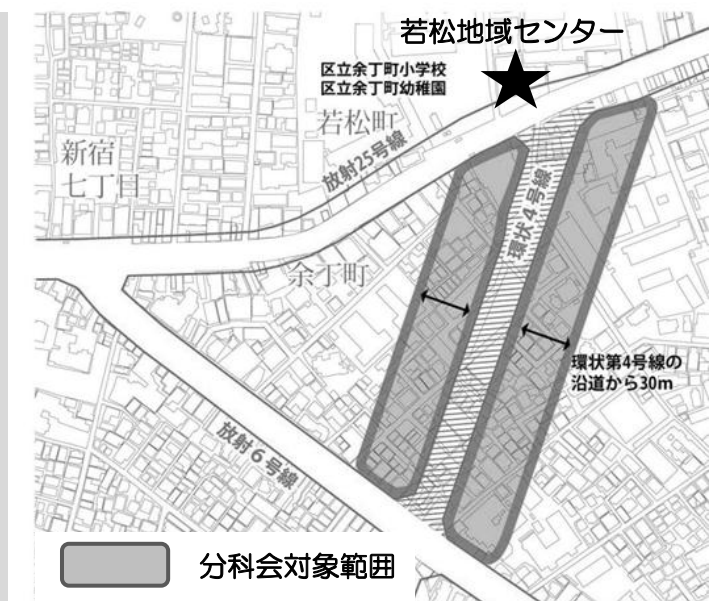 若松地域センター
区立余丁町小学校
区立余丁町幼稚園
若松町
新宿
七丁目
放射25号線
環状4号線
余丁町
環状第4号線の
沿道から30m
放射6号線
分科会対象範囲